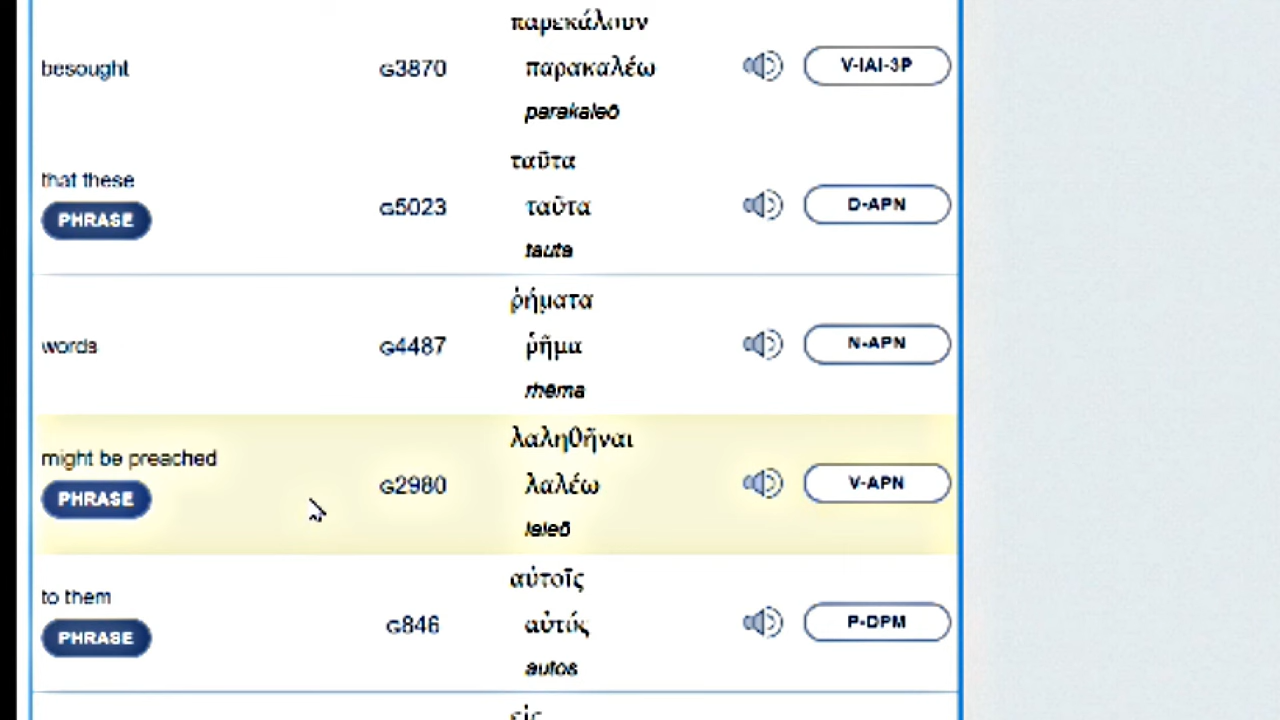 παρεκάλουν
besought G3870 παρακαλέω V-IAI-3P
parakaleō
ταῦτα
that these
PHRASE G5023 ταῦτα D-APN
tauta
ῥήματα
words G4487 ῥῆμα N-APN
rhēma
λαληθῆναι
might be preached
PHRASE G2980 λαλέω V-APN
laleō
αὐτοῖς
to them
PHRASE G846 αὐτός P-DPM
autos
εἰς